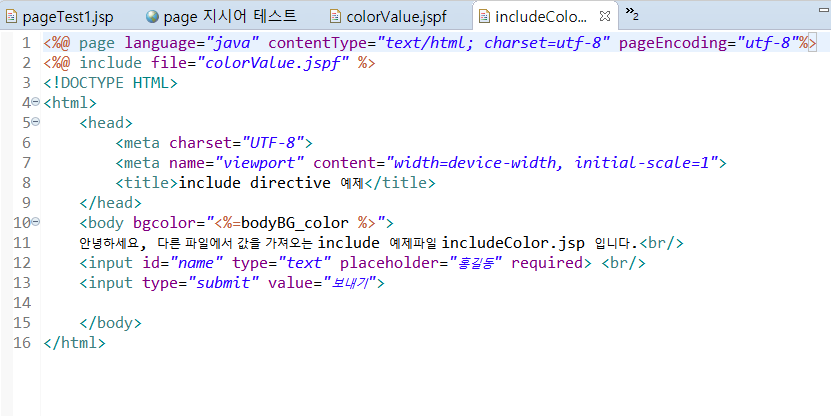 pageTest1.jsp page 지시어 테스트 colorValue.jspf includeColo... »2
1 <%@ page language="java" contentType="text/html; charset=utf-8" pageEncoding="utf-8"%>
2 <%@ include file="colorValue.jspf" %>
3 <!DOCTYPE HTML>
4 <html>
5 <head>
6 <meta charset="UTF-8">
7 <meta name="viewport" content="width=device-width, initial-scale=1">
8 <title>include directive 예제</title>
9 </head>
10 <body bgcolor="<%=bodyBG_color %>">
11 안녕하세요, 다른 파일에서 값을 가져오는 include 예제파일 includeColor.jsp 입니다.<br/>
12 <input id="name" type="text" placeholder="홍길동" required> <br/>
13 <input type="submit" value="보내기">
14
15 </body>
16 </html>